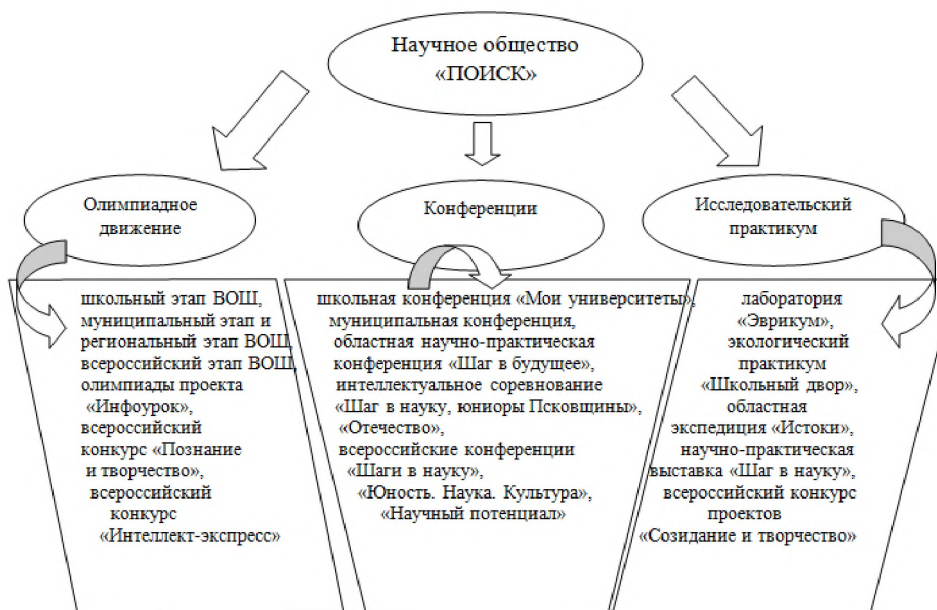 Научное общество
«ПОИСК»
Олимпиадное
движение
Конференции
Исследовательский
практикум
школьный этап ВОШ,
муниципальный этап и
региональный этап ВОШ,
всероссийский этап ВОШ,
олимпиады проекта
«Инфоурок»,
всероссийский
конкурс «Познание
и творчество»,
всероссийский
конкурс
«Интеллект-экспресс»
школьная конференция «Мои университеты»,
муниципальная конференция,
областная научно-практическая
конференция «Шаг в будущее»,
интеллектуальное соревнование
«Шаг в науку, юниоры Псковщины»,
«Отечество»,
всероссийские конференции
«Шаги в науку»,
«Юность. Наука. Культура»,
«Научный потенциал»
лаборатория
«Эврикум»,
экологический
практикум
«Школьный двор»,
областная
экспедиция «Истоки»,
научно-практическая
выставка «Шаг в науку»,
всероссийский конкурс
проектов
«Созидание и творчество»